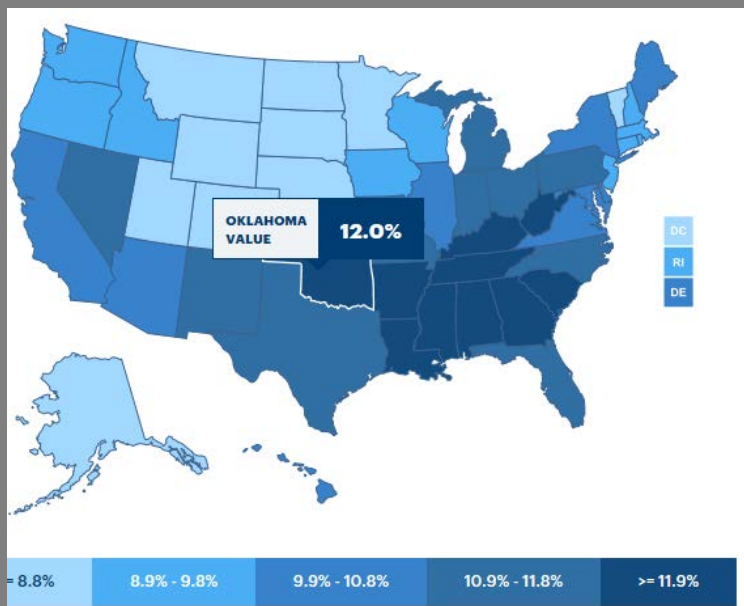 OKLAHOMA
VALUE
12.0%
DC
RI
DE
= 8.8%
8.9% - 9.8%
9.9% - 10.8%
10.9% - 11.8%
>= 11.9%